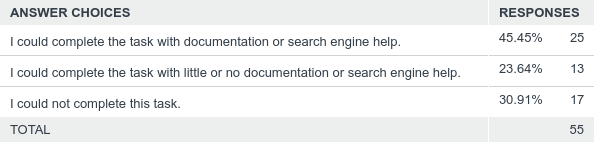 ANSWER CHOICES RESPONSES
I could complete the task with documentation or search engine help. 45.45% 25
I could complete the task with little or no documentation or search engine help. 23.64% 13
I could not complete this task. 30.91% 17
TOTAL 55